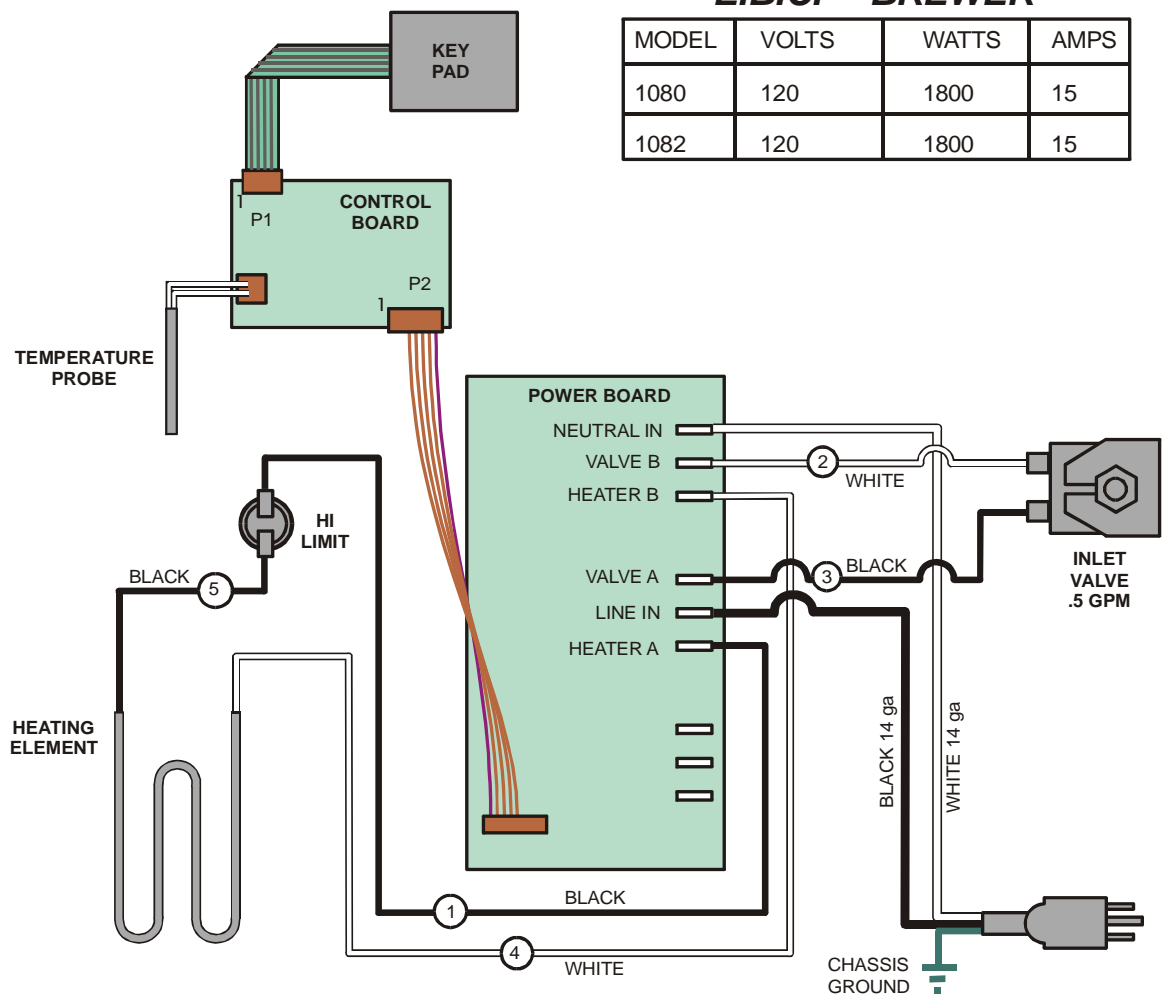 BREWER
MODEL VOLTS WATTS AMPS
1080 120 1800 15
1082 120 1800 15
KEY
PAD
1
P1
CONTROL
BOARD
P2
1
TEMPERATURE
PROBE
POWER BOARD
NEUTRAL IN
VALVE B
HEATER B
VALVE A
LINE IN
HEATER A
2
WHITE
3
BLACK
INLET
VALVE
.5 GPM
HI
LIMIT
BLACK
5
HEATING
ELEMENT
BLACK 14 ga
WHITE 14 ga
BLACK
1
4
WHITE
CHASSIS
GROUND